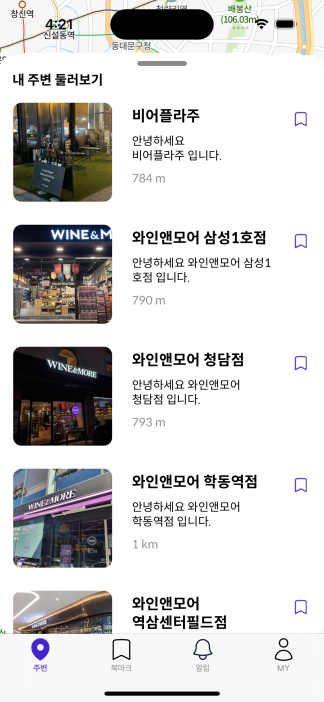 창신역
4:21
신설동역
배봉산
(106.03m)
동대문구청
내 주변 둘러보기
비어플라주
안녕하세요
비어플라주 입니다.
784 m
WINE&M
와인앤모어 삼성1호점
안녕하세요 와인앤모어 삼성1
호점 입니다.
790 m
WINE&MORE
와인앤모어 청담점
안녕하세요 와인앤모어
청담점 입니다.
793 m
WINE&MORE
와인앤모어 학동역점
안녕하세요 와인앤모어
학동역점 입니다.
1 km
와인앤모어
역삼센터필드점
주변
북마크
알림
MY